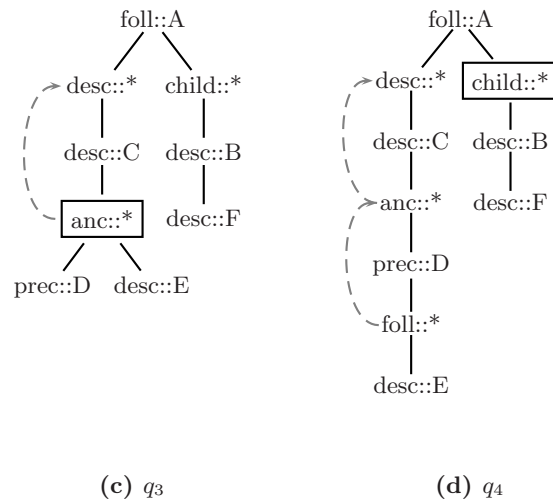 foll::A
desc::*
child::*
desc::C
desc::B
anc::*
desc::F
prec::D
desc::E
(c) q3
foll::A
desc::*
child::*
desc::C
desc::B
anc::*
desc::F
prec::D
foll::*
desc::E
(d) q4